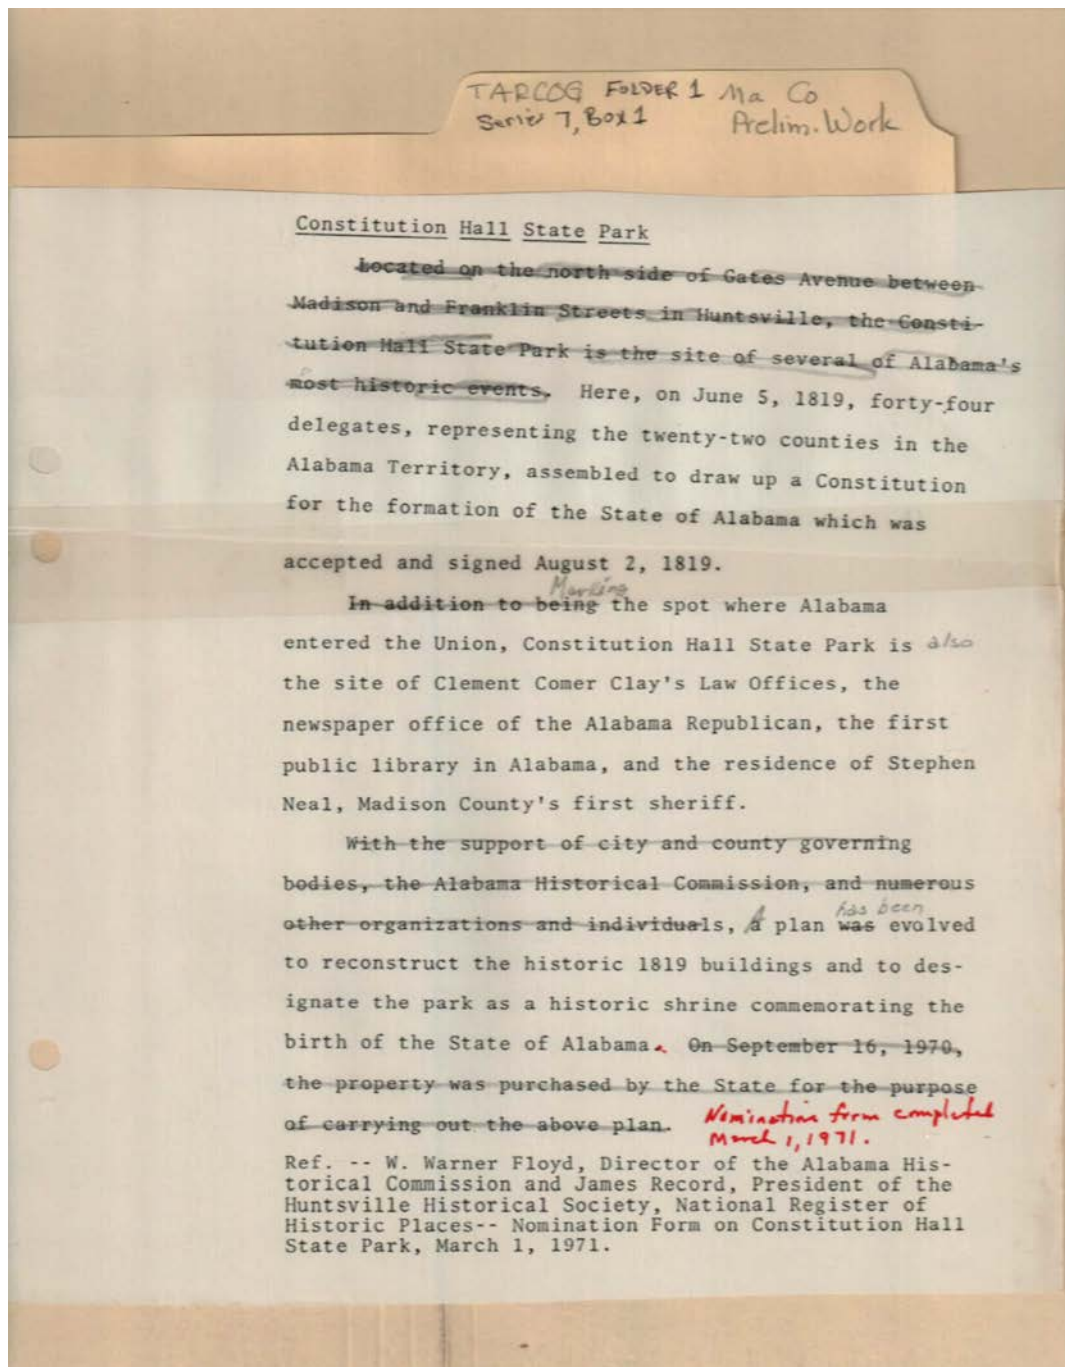 TARCOG FOLDER 1 Ma Co
Series 7, Box 1 Prelim. Work
Constitution Hall State Park
Located on the north side of Gates Avenue between
Madison and Franklin Streets in Huntsville, the Consti-
tution Hall State Park is the site of several of Alabama's
most historic events. Here, on June 5, 1819, forty-four
delegates, representing the twenty-two counties in the
Alabama Territory, assembled to draw up a Constitution
for the formation of the State of Alabama which was
accepted and signed August 2, 1819.
Marking
In addition to being the spot where Alabama
entered the Union, Constitution Hall State Park is also
the site of Clement Comer Clay's Law Offices, the
newspaper office of the Alabama Republican, the first
public library in Alabama, and the residence of Stephen
Neal, Madison County's first sheriff.
With the support of city and county governing
bodies, the Alabama Historical Commission, and numerous
has been
other organizations and individuals, A plan was evolved
to reconstruct the historic 1819 buildings and to des-
ignate the park as a historic shrine commemorating the
birth of the State of Alabama. On September 16, 1970,
the property was purchased by the State for the purpose
of carrying out the above plan. Nomination form completed
March 1, 1971.
Ref. -- W. Warner Floyd, Director of the Alabama His-
torical Commission and James Record, President of the
Huntsville Historical Society, National Register of
Historic Places-- Nomination Form on Constitution Hall
State Park, March 1, 1971.